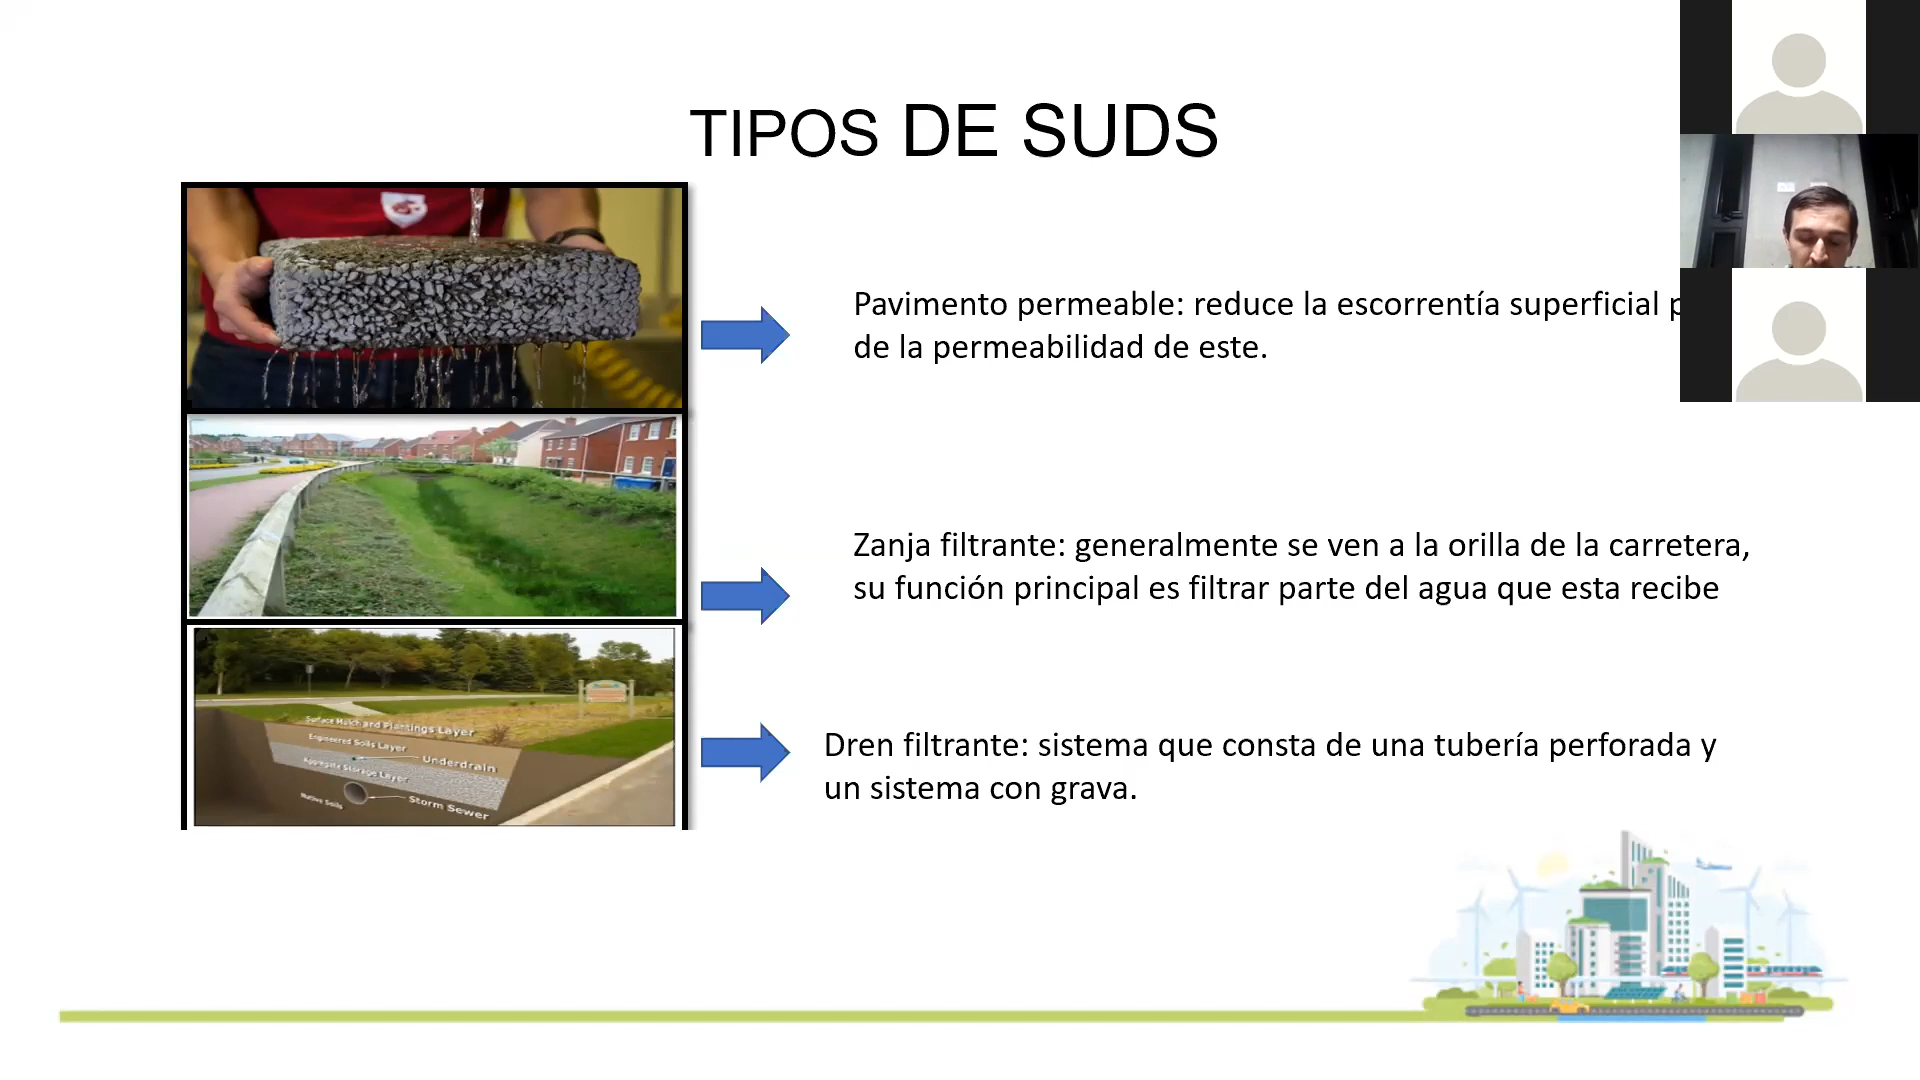 TIPOS DE SUDS
Pavimento permeable: reduce la escorrentía superficial
de la permeabilidad de este.
Zanja filtrante: generalmente se ven a la orilla de la carretera,
su función principal es filtrar parte del agua que esta recibe
Surface Mulch and Plantings Layer
Engineered Soils Layer
Underdrain
Aggregate Storage Layer
Native Soils
Storm Sewer
Dren filtrante: sistema que consta de una tubería perforada y
un sistema con grava.